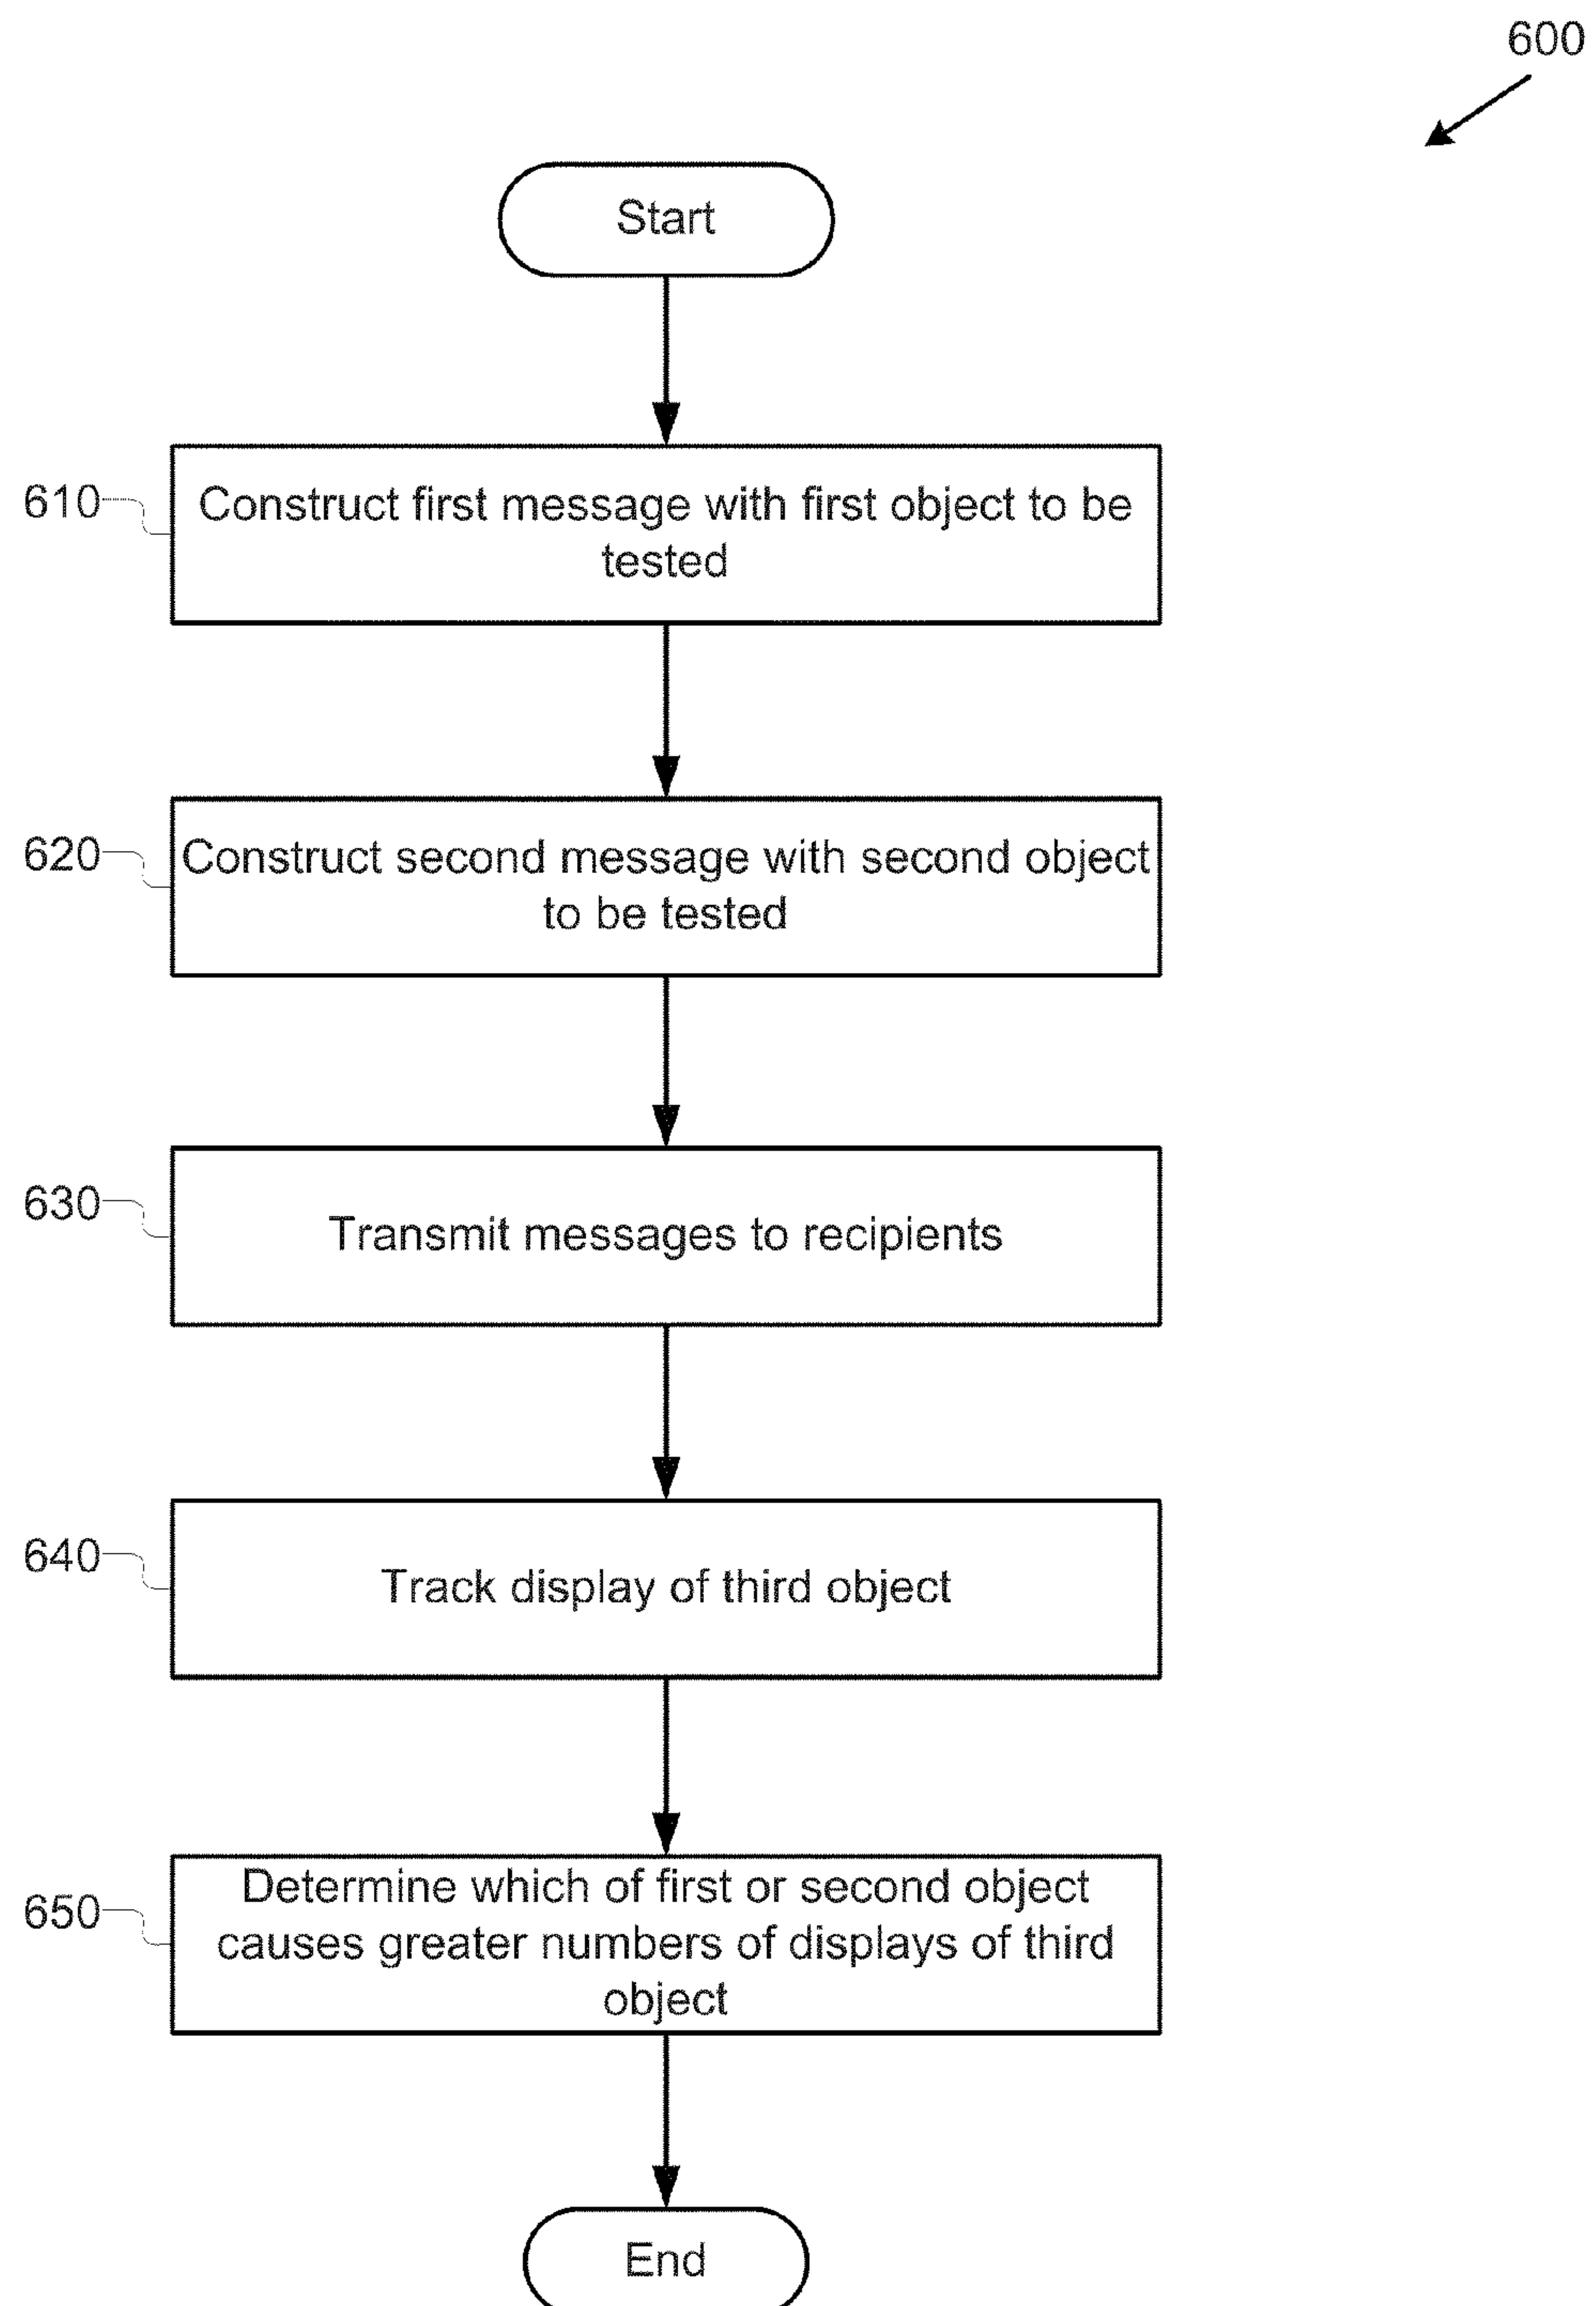 600
Start
610
Construct first message with first object to be
tested
620
Construct second message with second object
to be tested
630
Transmit messages to recipients
640
Track display of third object
650
Determine which of first or second object
causes greater numbers of displays of third
object
End